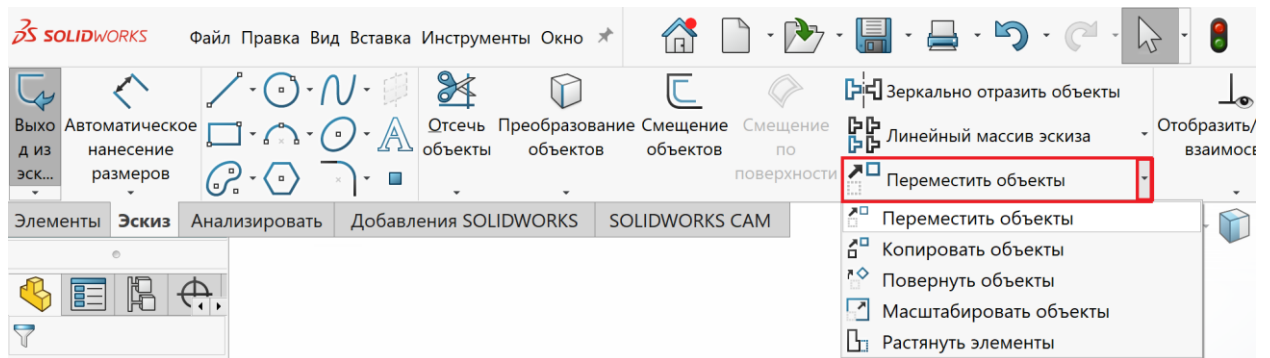 SOLIDWORKS Файл Правка Вид Вставка Инструменты Окно
Зеркально отразить объекты
Выхо Автоматическое Отсечь Преобразование Смещение Смещение Отобразить/
д из нанесение объекты объектов объектов по Линейный массив эскиза взаимосв
эск... размеров поверхности Переместить объекты
Элементы Эскиз Анализировать Добавления SOLIDWORKS SOLIDWORKS CAM
Переместить объекты
Копировать объекты
Повернуть объекты
Масштабировать объекты
Растянуть элементы